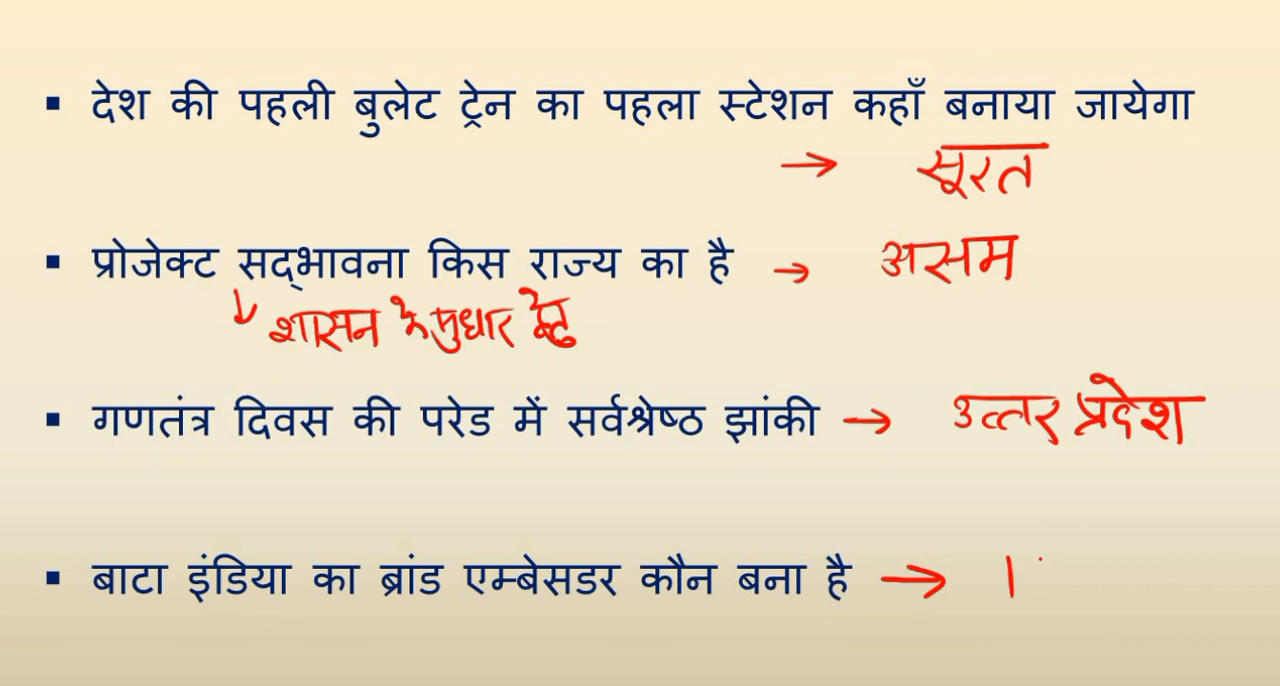 ▪ देश की पहली बुलेट ट्रेन का पहला स्टेशन कहाँ बनाया जायेगा
→ सूरत
▪ प्रोजेक्ट सद्भावना किस राज्य का है → असम
↳ शासन के सुधार हेतु
▪ गणतंत्र दिवस की परेड में सर्वश्रेष्ठ झांकी → उत्तर प्रदेश
▪ बाटा इंडिया का ब्रांड एम्बेसडर कौन बना है → ।